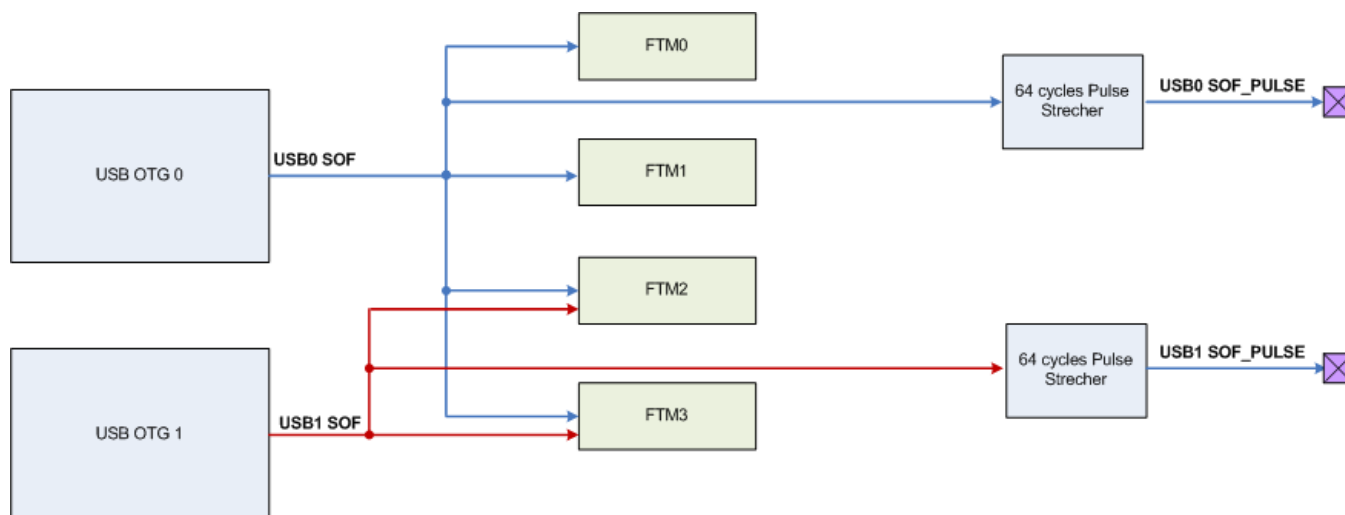 FTM0
64 cycles Pulse
Strecher
USB0 SOF_PULSE
USB OTG 0
USB0 SOF
FTM1
FTM2
64 cycles Pulse
Strecher
USB1 SOF_PULSE
USB OTG 1
USB1 SOF
FTM3